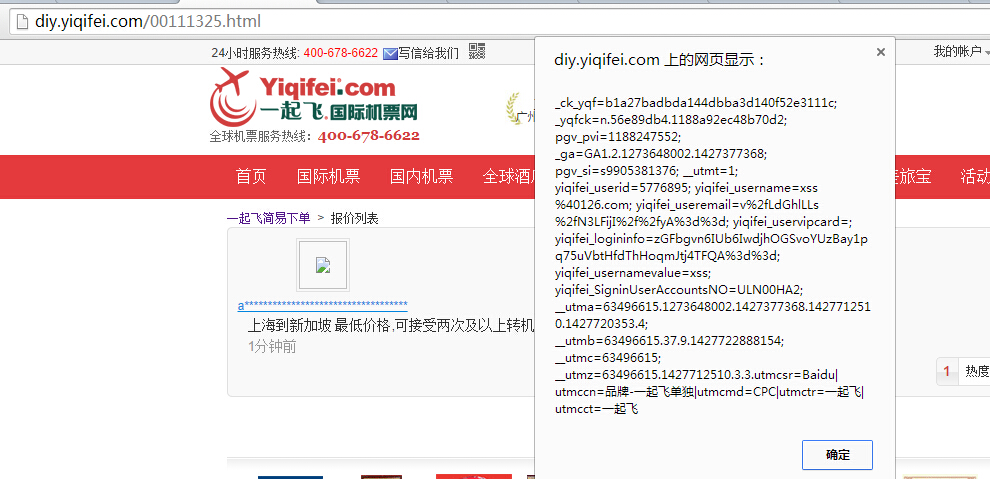 diy.yiqifei.com/00111325.html
24小时服务热线: 400-678-6622 写信给我们
我的帐户
Yiqifei.com
一起飞®国际机票网
全球机票服务热线：400-678-6622
广州
首页 国际机票 国内机票 全球酒店 旅宝 活动
一起飞简易下单 > 报价列表
a***********************************
上海到新加坡 最低价格,可接受两次及以上转机
1分钟前
1 热度
diy.yiqifei.com 上的网页显示：
_ck_yqf=b1a27badbda144dbba3d140f52e3111c;
_yqfck=n.56e89db4.1188a92ec48b70d2;
pgv_pvi=1188247552;
_ga=GA1.2.1273648002.1427377368;
pgv_si=s9905381376; __utmt=1;
yiqifei_userid=5776895; yiqifei_username=xss
%40126.com; yiqifei_useremail=v%2fLdGhlLLs
%2fN3LFijI%2f%2fyA%3d%3d; yiqifei_uservipcard=;
yiqifei_logininfo=zGFbgvn6IUb6IwdjhOGSvoYUzBay1p
q75uVbtHfdThHoqmJtj4TFQA%3d%3d;
yiqifei_usernamevalue=xss;
yiqifei_SigninUserAccountsNO=ULN00HA2;
__utma=63496615.1273648002.1427377368.142771251
0.1427720353.4;
__utmb=63496615.37.9.1427722888154;
__utmc=63496615;
__utmz=63496615.1427712510.3.3.utmcsr=Baidu|
utmccn=品牌-一起飞单独|utmcmd=CPC|utmctr=一起飞|
utmcct=一起飞
确定